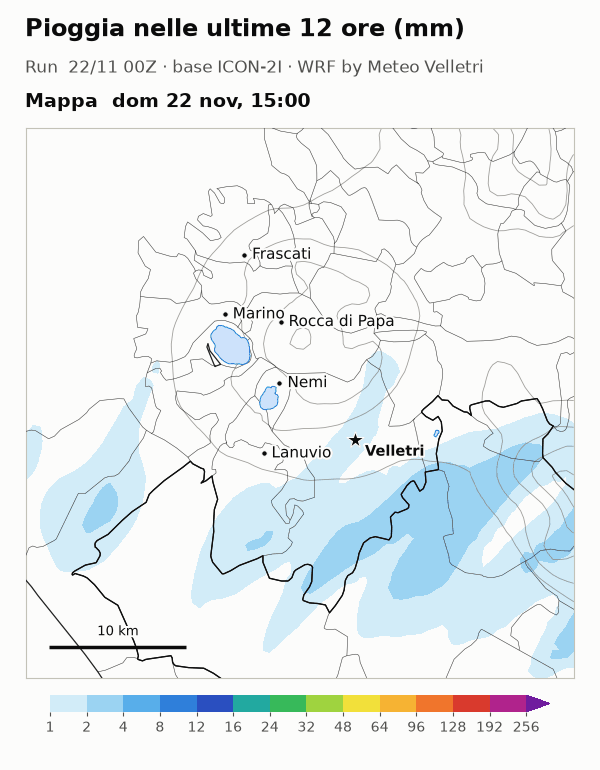 Pioggia nelle ultime 12 ore (mm)
Run 22/11 00Z · base ICON-2I · WRF by Meteo Velletri
Mappa dom 22 nov, 15:00
Frascati
Marino
Rocca di Papa
Nemi
Velletri
Lanuvio
10 km
1 2 4 8 12 16 24 32 48 64 96 128 192 256